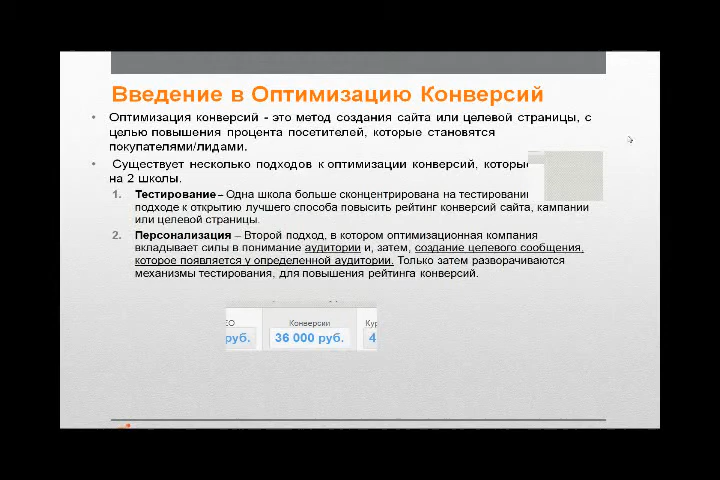 Введение в Оптимизацию Конверсий
• Оптимизация конверсий - это метод создания сайта или целевой страницы, с
целью повышения процента посетителей, которые становятся
покупателями/лидами.
• Существует несколько подходов к оптимизации конверсий, которые
на 2 школы.
1. Тестирование – Одна школа больше сконцентрирована на
подходе к открытию лучшего способа повысить рейтинг конверсий сайта, кампании
или целевой страницы.
2. Персонализация – Второй подход, в котором оптимизационная компания
вкладывает силы в понимание аудитории и, затем, создание целевого сообщения,
которое появляется у определенной аудитории. Только затем разворачиваются
механизмы тестирования, для повышения рейтинга конверсий.
Конверски
руб. 36 000 руб. 4